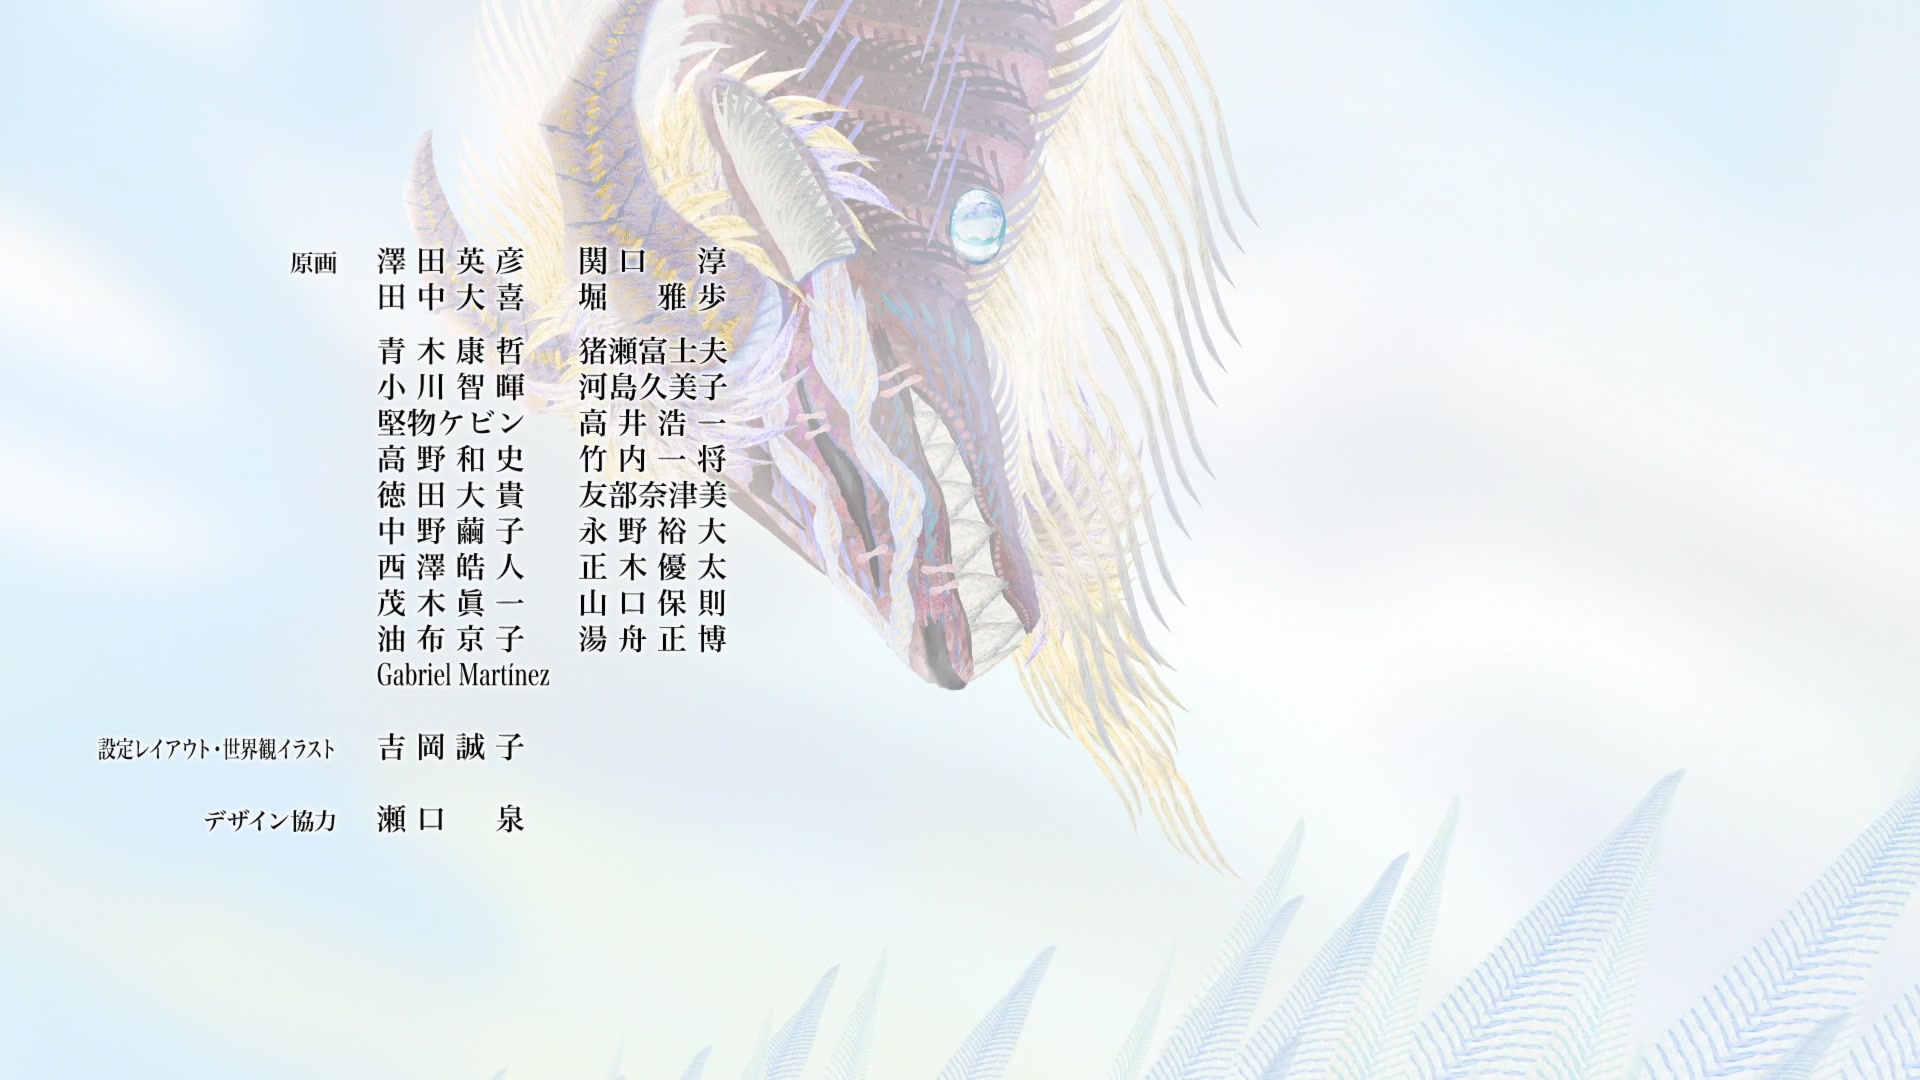 原画 澤田英彦 関口 淳
田中大喜 堀 雅歩
青木康哲 猪瀬富士夫
小川智暉 河島久美子
堅物ケビン 高井浩一
高野和史 竹内一将
徳田大貴 友部奈津美
中野繭子 永野裕大
西澤皓人 正木優太
茂木眞一 山口保則
油布京子 湯舟正博
Gabriel Martínez
設定レイアウト・世界観イラスト 吉岡誠子
デザイン協力 瀬口 泉